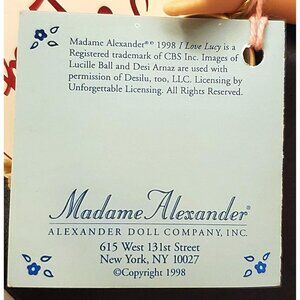 Madame Alexander®© 1998 I Love Lucy is a
Registered trademark of CBS Inc. Images of
Lucille Ball and Desi Arnaz are used with
permission of Desilu, too, LLC. Licensing by
Unforgettable Licensing. All Rights Reserved.
Madame Alexander®
ALEXANDER DOLL COMPANY, INC.
615 West 131st Street
New York, NY 10027
©Copyright 1998